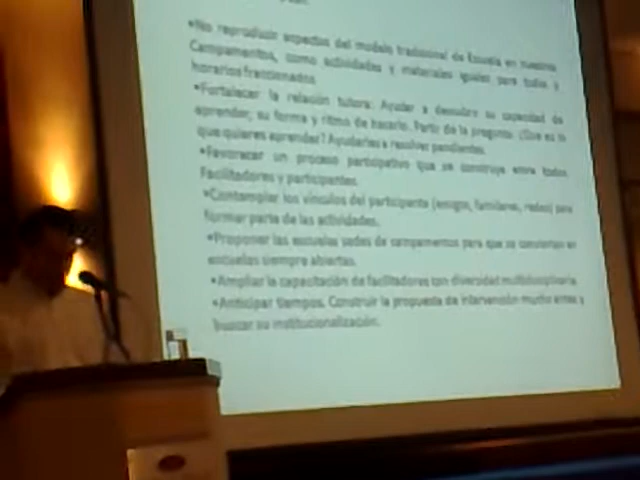 •No reproducir aspectos del modelo tradicional de Escuela en nuestros
Campamentos, como actividades y materiales iguales para todos y
horarios fraccionados.
•Fortalecer la relación tutora: Ayudar a descubrir su capacidad de
aprender, su forma y ritmo de hacerlo. Partir de la pregunta: ¿Que es lo
que quieres aprender? Ayudarles a resolver pendientes.
•Favorecer un proceso participativo que se construye entre todos
Facilitadores y participantes.
•Contemplar los vínculos del participante (amigos, familiares, redes) para
formar parte de las actividades.
•Proponer las escuelas sedes de campamentos para que se conviertan en
escuelas siempre abiertas.
•Ampliar la capacitación de facilitadores con diversidad multidisciplinaria.
•Anticipar tiempos. Construir la propuesta de intervención mucho antes y
buscar su institucionalización.